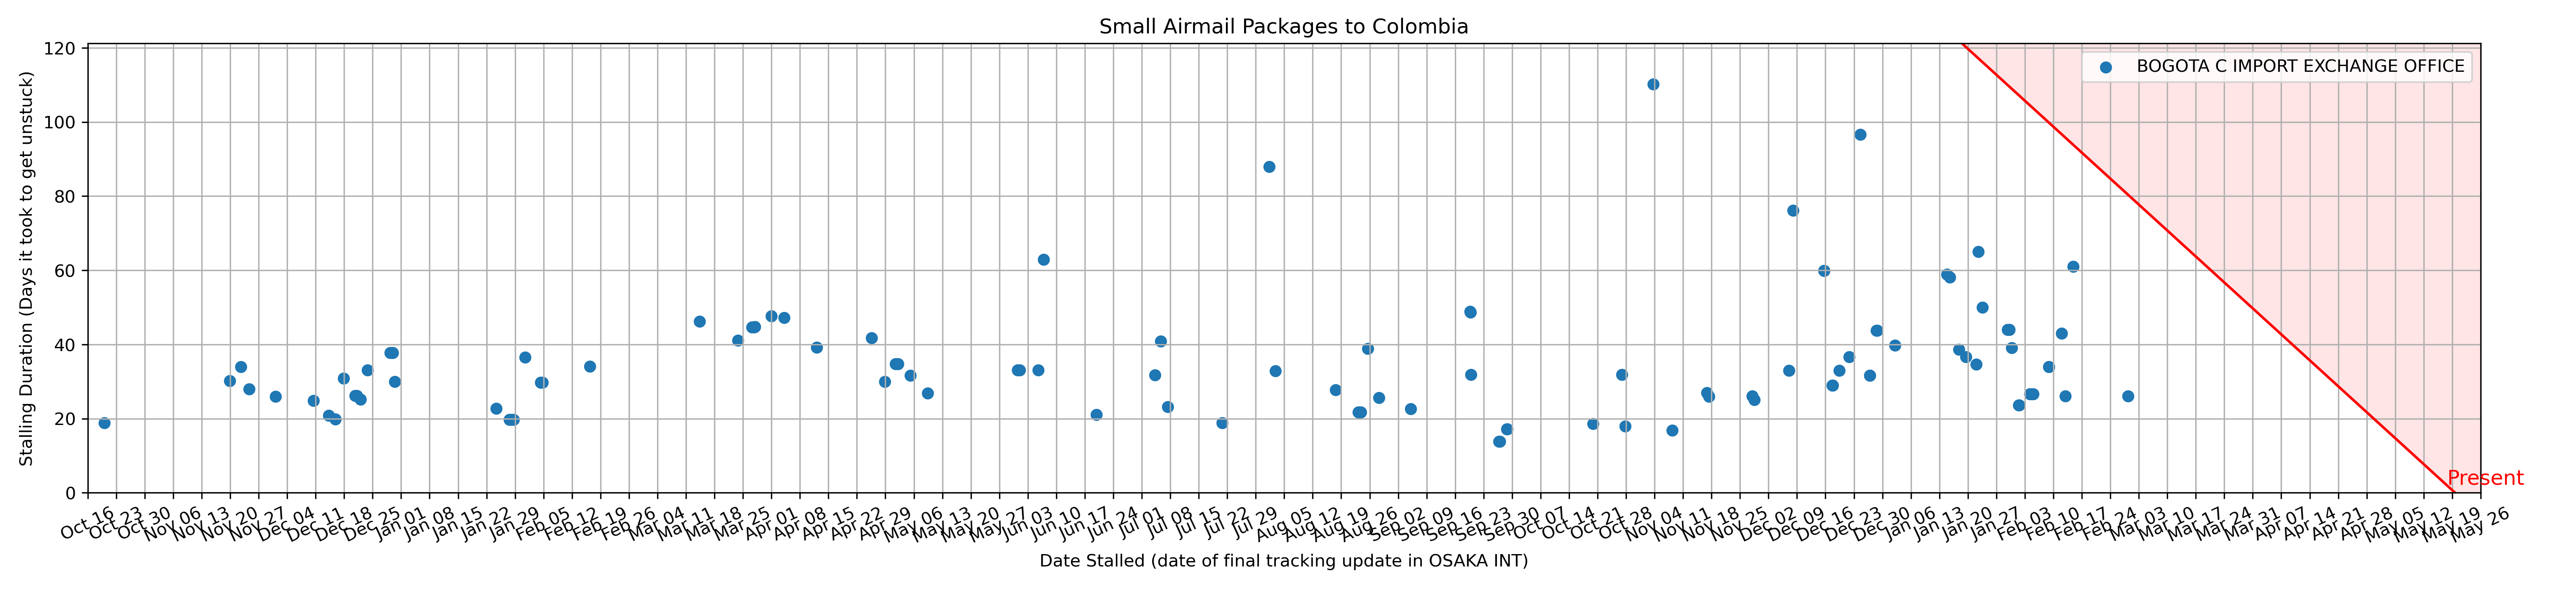 Small Airmail Packages to Colombia
BOGOTA C IMPORT EXCHANGE OFFICE
Stalling Duration (Days it took to get unstuck)
120
100
80
60
40
20
0
Present
Oct 16
Oct 23
Oct 30
Nov 06
Nov 13
Nov 20
Nov 27
Dec 04
Dec 11
Dec 18
Dec 25
Jan 01
Jan 08
Jan 15
Jan 22
Jan 29
Feb 05
Feb 12
Feb 19
Feb 26
Mar 04
Mar 11
Mar 18
Mar 25
Apr 01
Apr 08
Apr 15
Apr 22
Apr 29
May 06
May 13
May 20
May 27
Jun 03
Jun 10
Jun 17
Jun 24
Jul 01
Jul 08
Jul 15
Jul 22
Jul 29
Aug 05
Aug 12
Aug 19
Aug 26
Sep 02
Sep 09
Sep 16
Sep 23
Sep 30
Oct 07
Oct 14
Oct 21
Oct 28
Nov 04
Nov 11
Nov 18
Nov 25
Dec 02
Dec 09
Dec 16
Dec 23
Dec 30
Jan 06
Jan 13
Jan 20
Jan 27
Feb 03
Feb 10
Feb 17
Feb 24
Mar 03
Mar 10
Mar 17
Mar 24
Mar 31
Apr 07
Apr 14
Apr 21
Apr 28
May 05
May 12
May 19
May 26
Date Stalled (date of final tracking update in OSAKA INT)